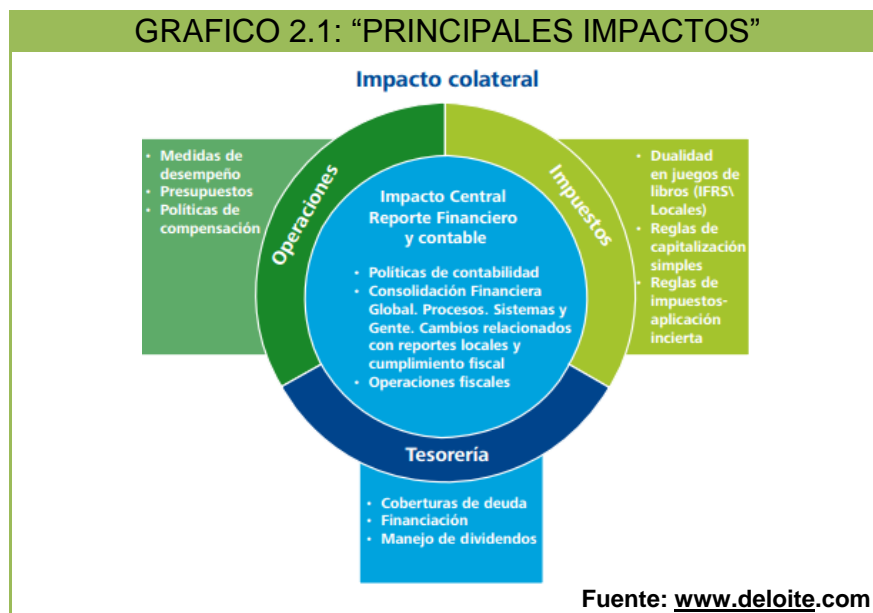 GRAFICO 2.1: “PRINCIPALES IMPACTOS”
Impacto colateral
Operaciones
• Medidas de
desempeño
• Presupuestos
• Políticas de
compensación
Impacto Central
Reporte Financiero
y contable
• Políticas de contabilidad
• Consolidación Financiera
Global. Procesos. Sistemas y
Gente. Cambios relacionados
con reportes locales y
cumplimiento fiscal
• Operaciones fiscales
Impuestos
• Dualidad
en juegos de
libros (IFRS\
Locales)
• Reglas de
capitalización
simples
• Reglas de
impuestos-
aplicación
incierta
Tesorería
• Coberturas de deuda
• Financiación
• Manejo de dividendos
Fuente: www.deloite.com